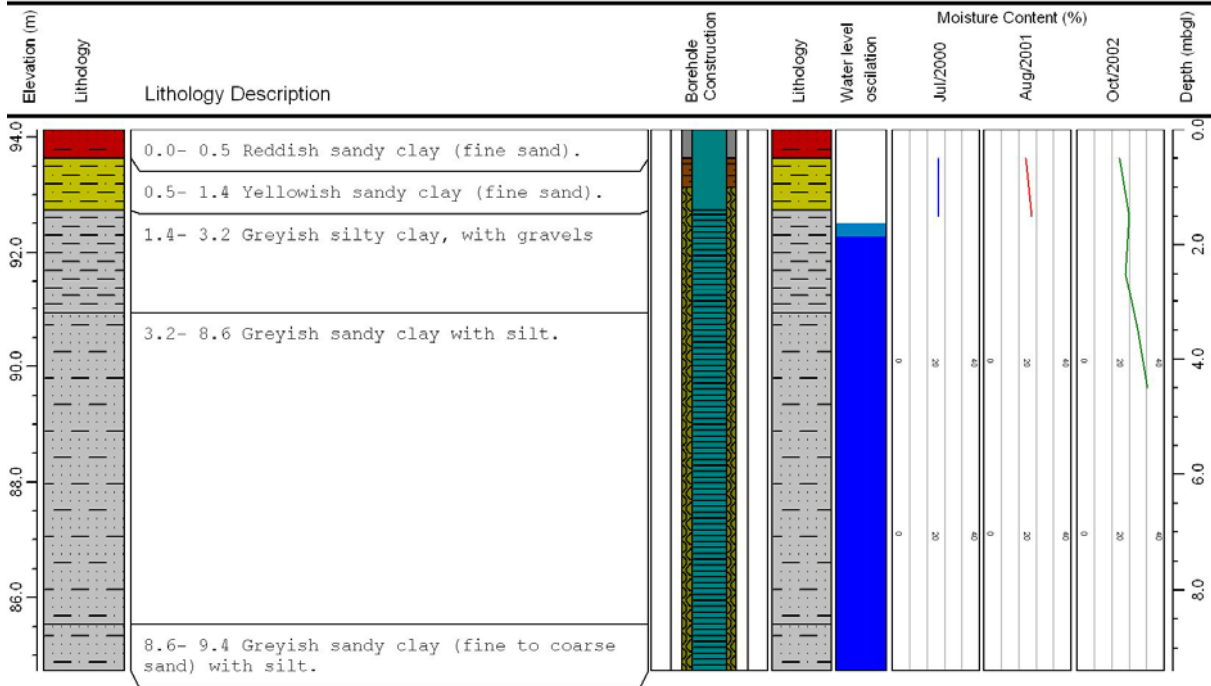 Elevation (m)
Lithology
Lithology Description
Borehole
Construction
Lithology
Water level
oscilation
Moisture Content (%)
Jul/2000
Aug/2001
Oct/2002
Depth (mbgl)
94.0
92.0
90.0
88.0
86.0
0.0- 0.5 Reddish sandy clay (fine sand).
0.5- 1.4 Yellowish sandy clay (fine sand).
1.4- 3.2 Greyish silty clay, with gravels
3.2- 8.6 Greyish sandy clay with silt.
8.6- 9.4 Greyish sandy clay (fine to coarse
sand) with silt.
0 20 40 0 20 40 0 20 40
0 20 40 0 20 40 0 20 40
0.0
2.0
4.0
6.0
8.0